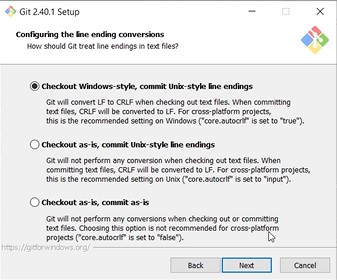 Git 2.40.1 Setup
Configuring the line ending conversions
How should Git treat line endings in text files?
Checkout Windows-style, commit Unix-style line endings
Git will convert LF to CRLF when checking out text files. When committing
text files, CRLF will be converted to LF. For cross-platform projects,
this is the recommended setting on Windows ("core.autocrlf" is set to "true").
Checkout as-is, commit Unix-style line endings
Git will not perform any conversion when checking out text files. When
committing text files, CRLF will be converted to LF. For cross-platform projects,
this is the recommended setting on Unix ("core.autocrlf" is set to "input").
Checkout as-is, commit as-is
Git will not perform any conversions when checking out or committing
text files. Choosing this option is not recommended for cross-platform
projects ("core.autocrlf" is set to "false").
https://gitforwindows.org/
Back
Next
Cancel